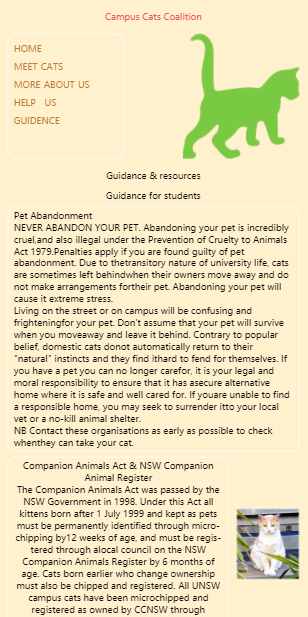 Campus Cats Coalition
HOME
MEET CATS
MORE ABOUT US
HELP US
GUIDENCE
Guidance & resources
Guidance for students
Pet Abandonment
NEVER ABANDON YOUR PET. Abandoning your pet is incredibly
cruel,and also illegal under the Prevention of Cruelty to Animals
Act 1979.Penalties apply if you are found guilty of pet
abandonment. Due to thetransitory nature of university life, cats
are sometimes left behindwhen their owners move away and do
not make arrangements fortheir pet. Abandoning your pet will
cause it extreme stress.
Living on the street or on campus will be confusing and
frighteningfor your pet. Don't assume that your pet will survive
when you moveaway and leave it behind. Contrary to popular
belief, domestic cats donot automatically return to their
"natural" instincts and they find ithard to fend for themselves. If
you have a pet you can no longer carefor, it is your legal and
moral responsibility to ensure that it has asecure alternative
home where it is safe and well cared for. If youare unable to find
a responsible home, you may seek to surrender itto your local
vet or a no-kill animal shelter.
NB Contact these organisations as early as possible to check
whenthey can take your cat.
Companion Animals Act & NSW Companion
Animal Register
The Companion Animals Act was passed by the
NSW Government in 1998. Under this Act all
kittens born after 1 July 1999 and kept as pets
must be permanently identified through micro-
chipping by12 weeks of age, and must be regis-
tered through alocal council on the NSW
Companion Animals Register by 6 months of
age. Cats born earlier who change ownership
must also be chipped and registered. All UNSW
campus cats have been microchipped and
registered as owned by CCNSW through